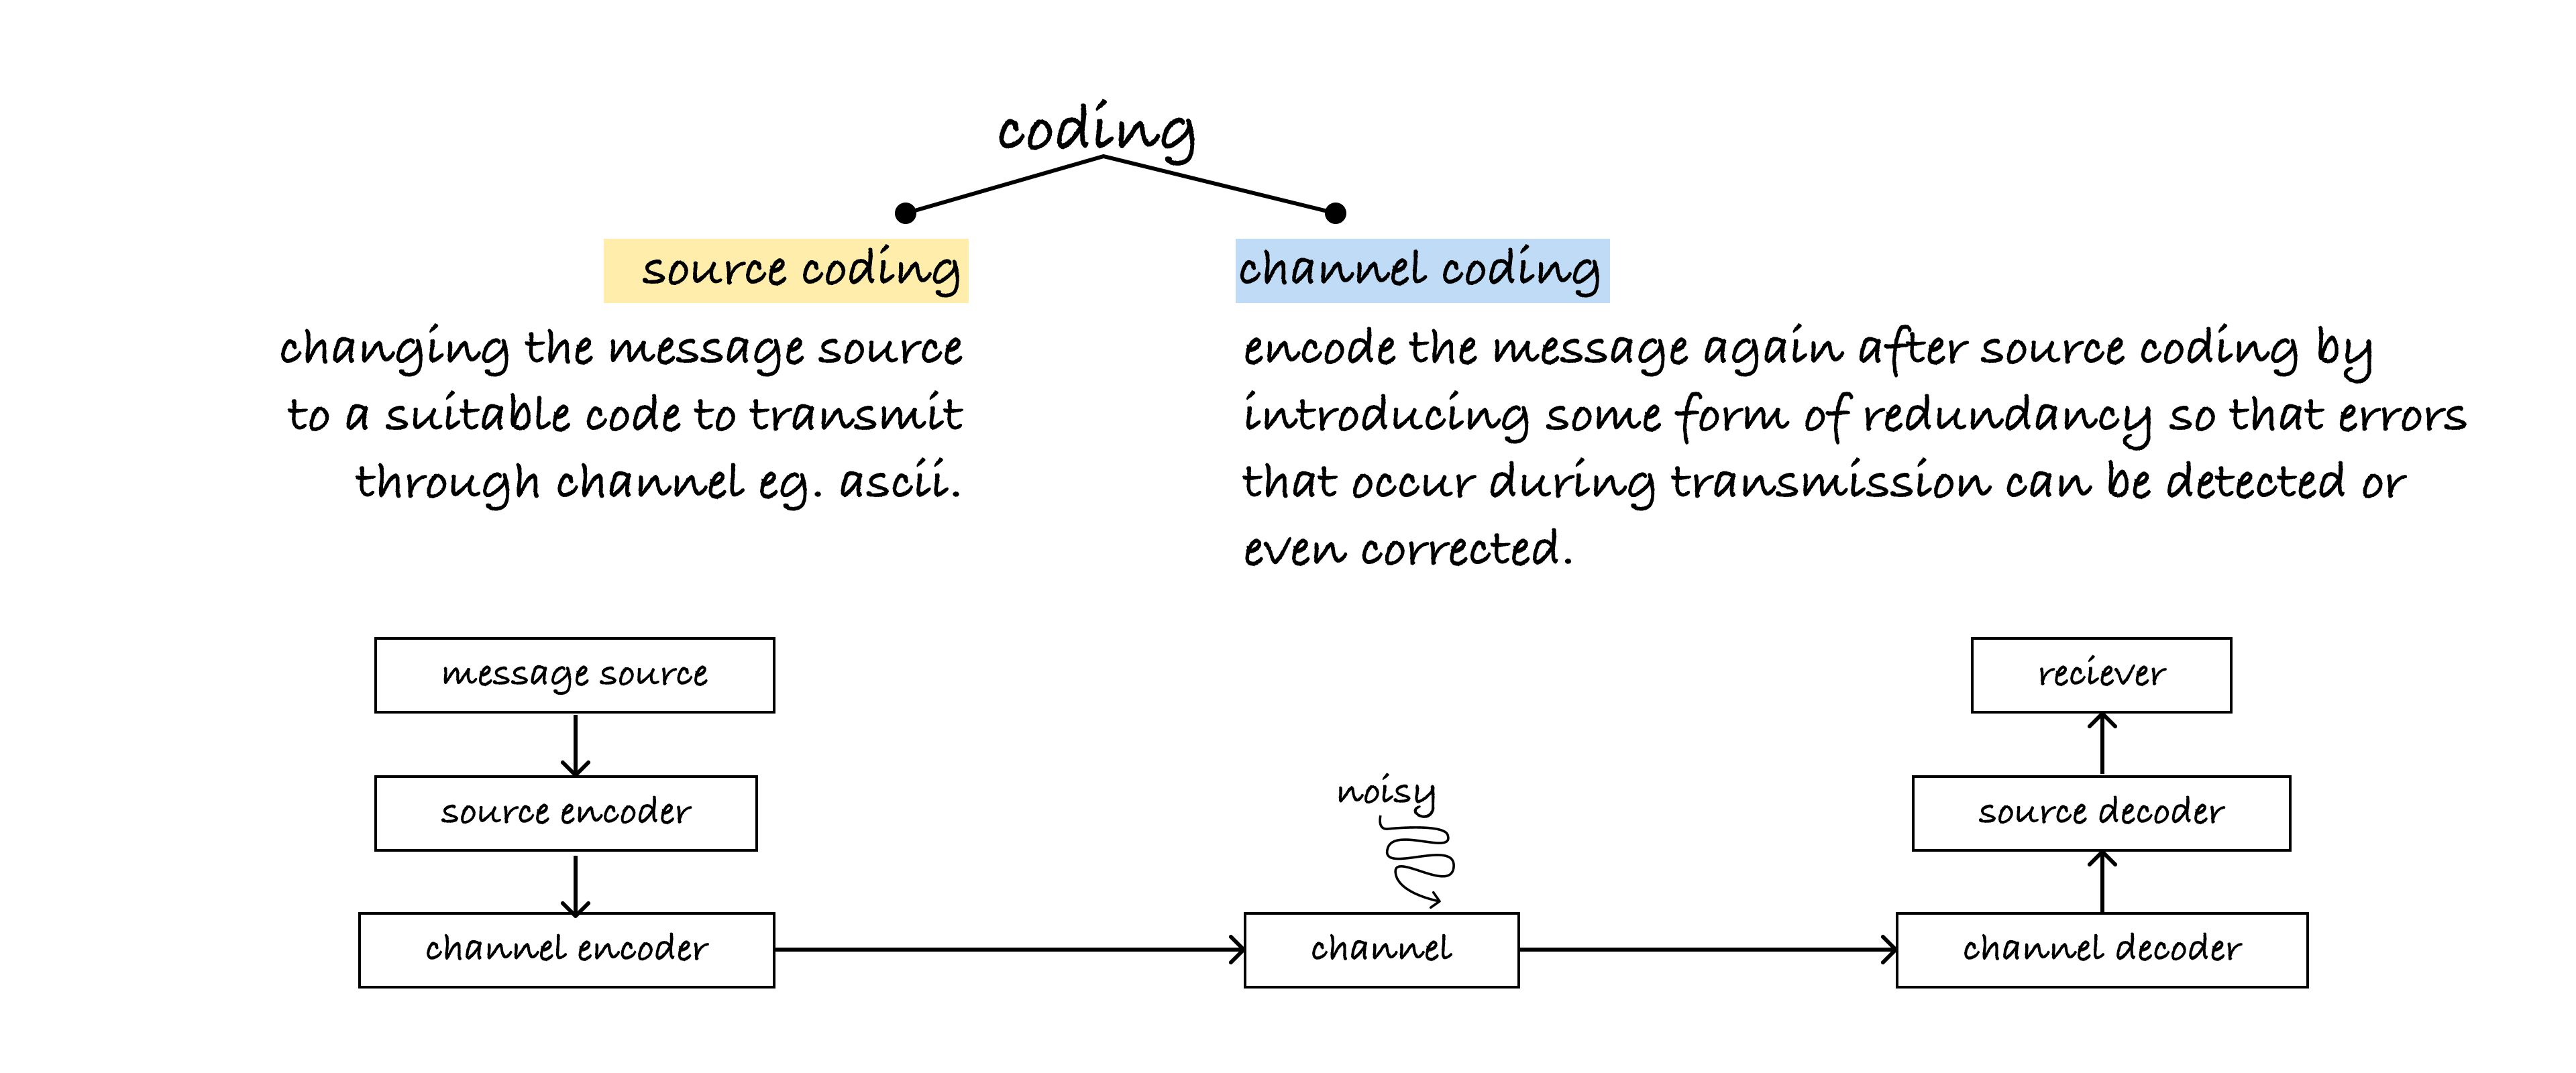 coding
source coding
changing the message source
to a suitable code to transmit
through channel eg. ascii.
channel coding
encode the message again after source coding by
introducing some form of redundancy so that errors
that occur during transmission can be detected or
even corrected.
message source
source encoder
channel encoder
noisy
channel
reciever
source decoder
channel decoder